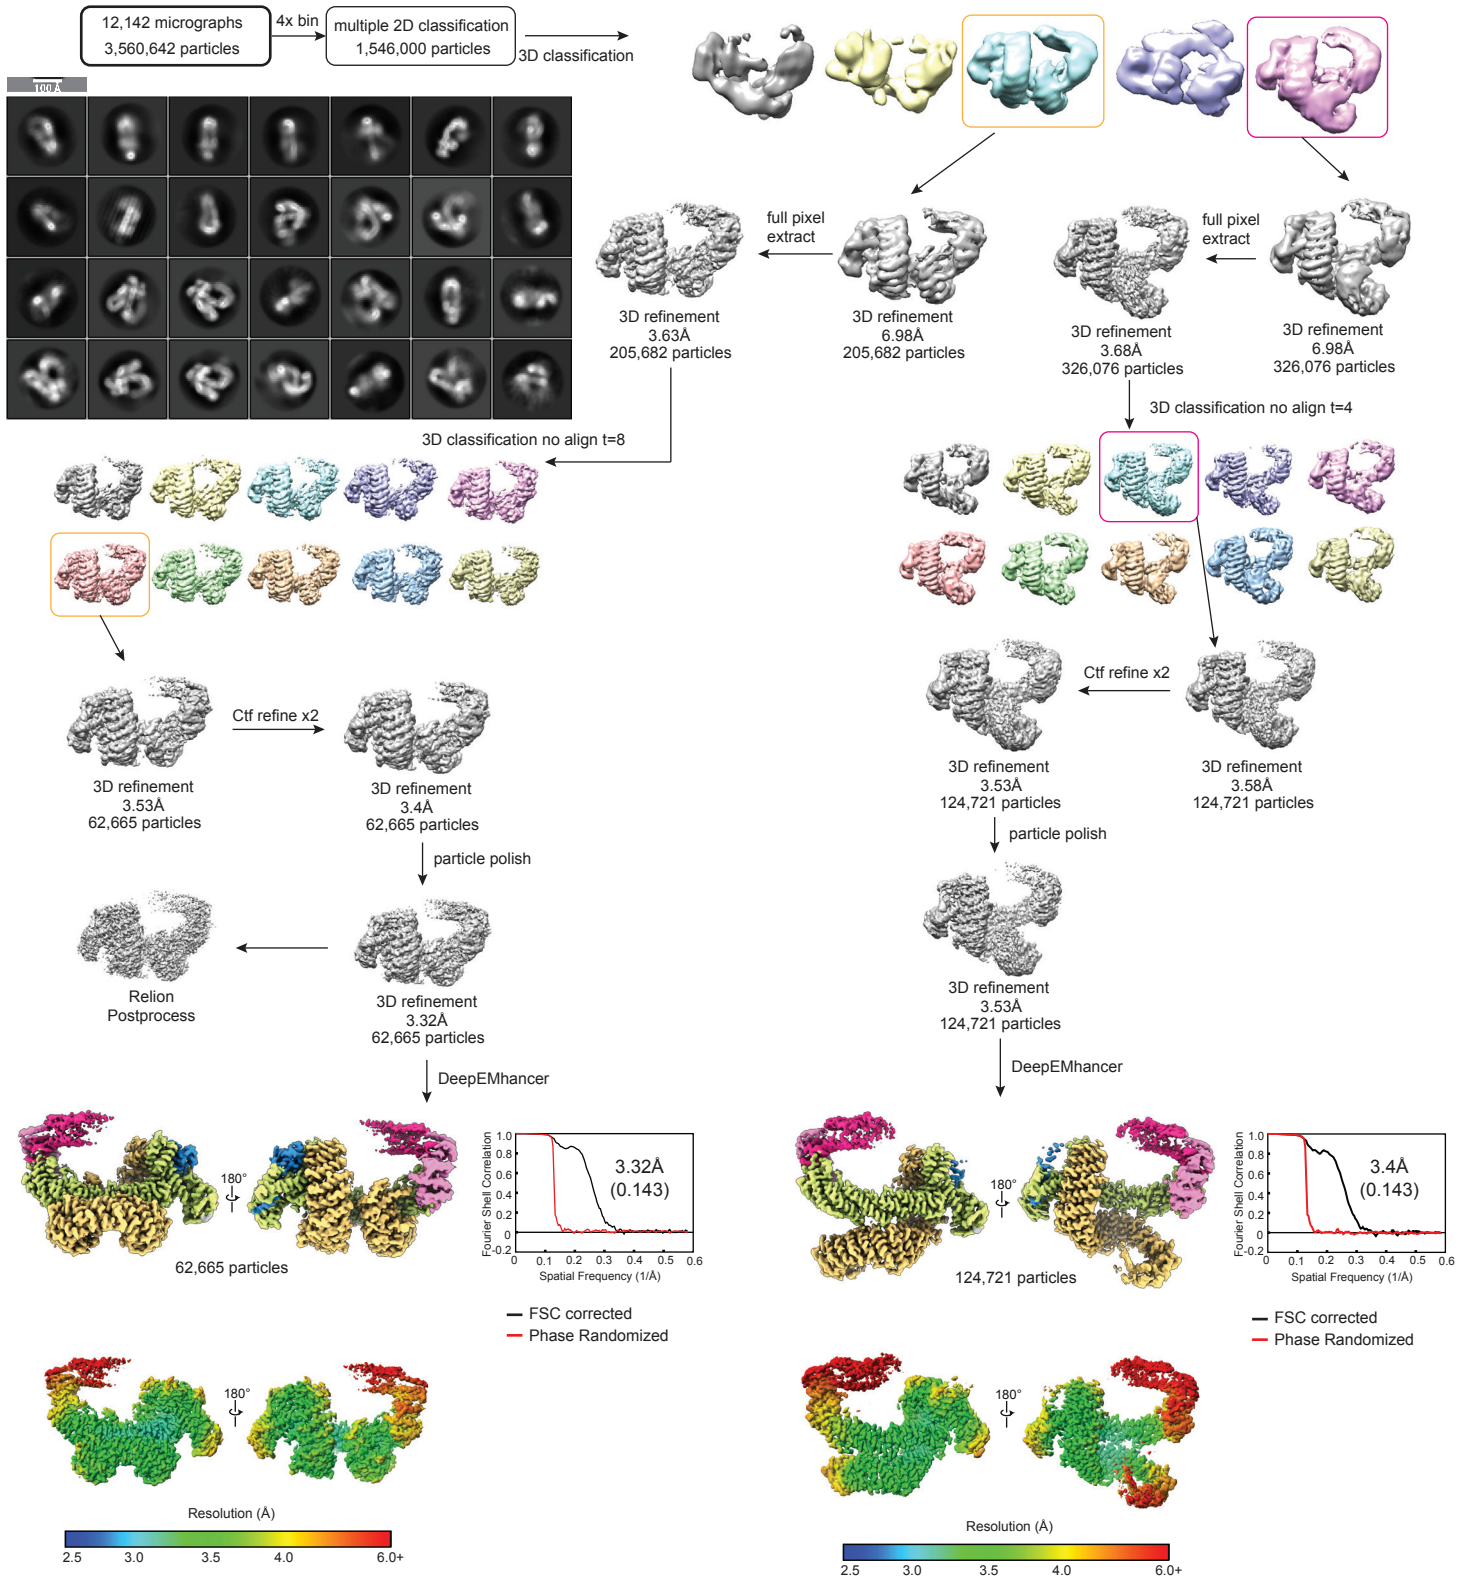 12,142 micrographs
3,560,642 particles
4x bin
multiple 2D classification
1,546,000 particles
3D classification
100 Å
full pixel
extract
full pixel
extract
3D refinement
3.63Å
205,682 particles
3D refinement
6.98Å
205,682 particles
3D refinement
3.68Å
326,076 particles
3D refinement
6.98Å
326,076 particles
3D classification no align t=8
3D classification no align t=4
Ctf refine x2
Ctf refine x2
3D refinement
3.53Å
62,665 particles
3D refinement
3.4Å
62,665 particles
3D refinement
3.53Å
124,721 particles
3D refinement
3.58Å
124,721 particles
particle polish
particle polish
Relion
Postprocess
3D refinement
3.32Å
62,665 particles
3D refinement
3.53Å
124,721 particles
DeepEMhancer
DeepEMhancer
180°
62,665 particles
Fourier Shell Correlation
1.0
0.8
0.6
0.4
0.2
0
-0.2
3.32Å
(0.143)
0 0.1 0.2 0.3 0.4 0.5 0.6
Spatial Frequency (1/Å)
FSC corrected
Phase Randomized
180°
124,721 particles
Fourier Shell Correlation
1.0
0.8
0.6
0.4
0.2
0
-0.2
3.4Å
(0.143)
0 0.1 0.2 0.3 0.4 0.5 0.6
Spatial Frequency (1/Å)
FSC corrected
Phase Randomized
180°
180°
Resolution (Å)
2.5 3.0 3.5 4.0 6.0+
Resolution (Å)
2.5 3.0 3.5 4.0 6.0+